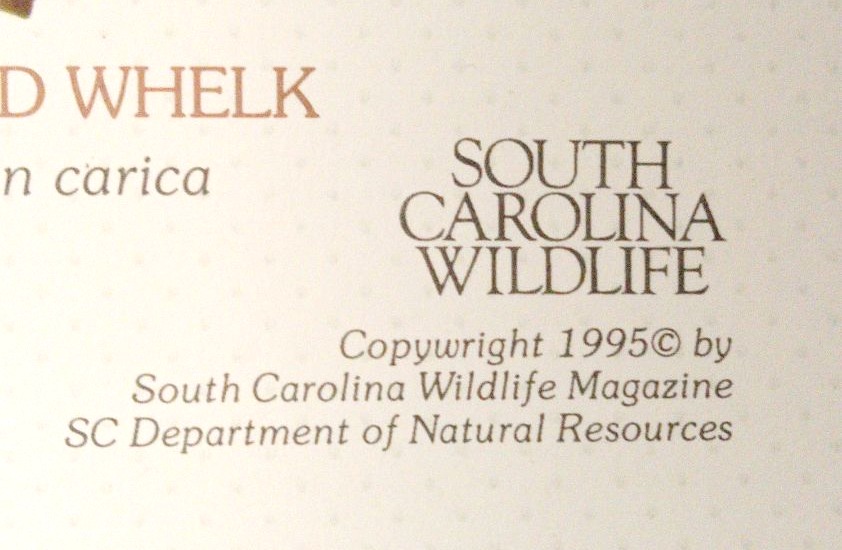 D WHELK
n carica
SOUTH
CAROLINA
WILDLIFE
Copywright 1995© by
South Carolina Wildlife Magazine
SC Department of Natural Resources